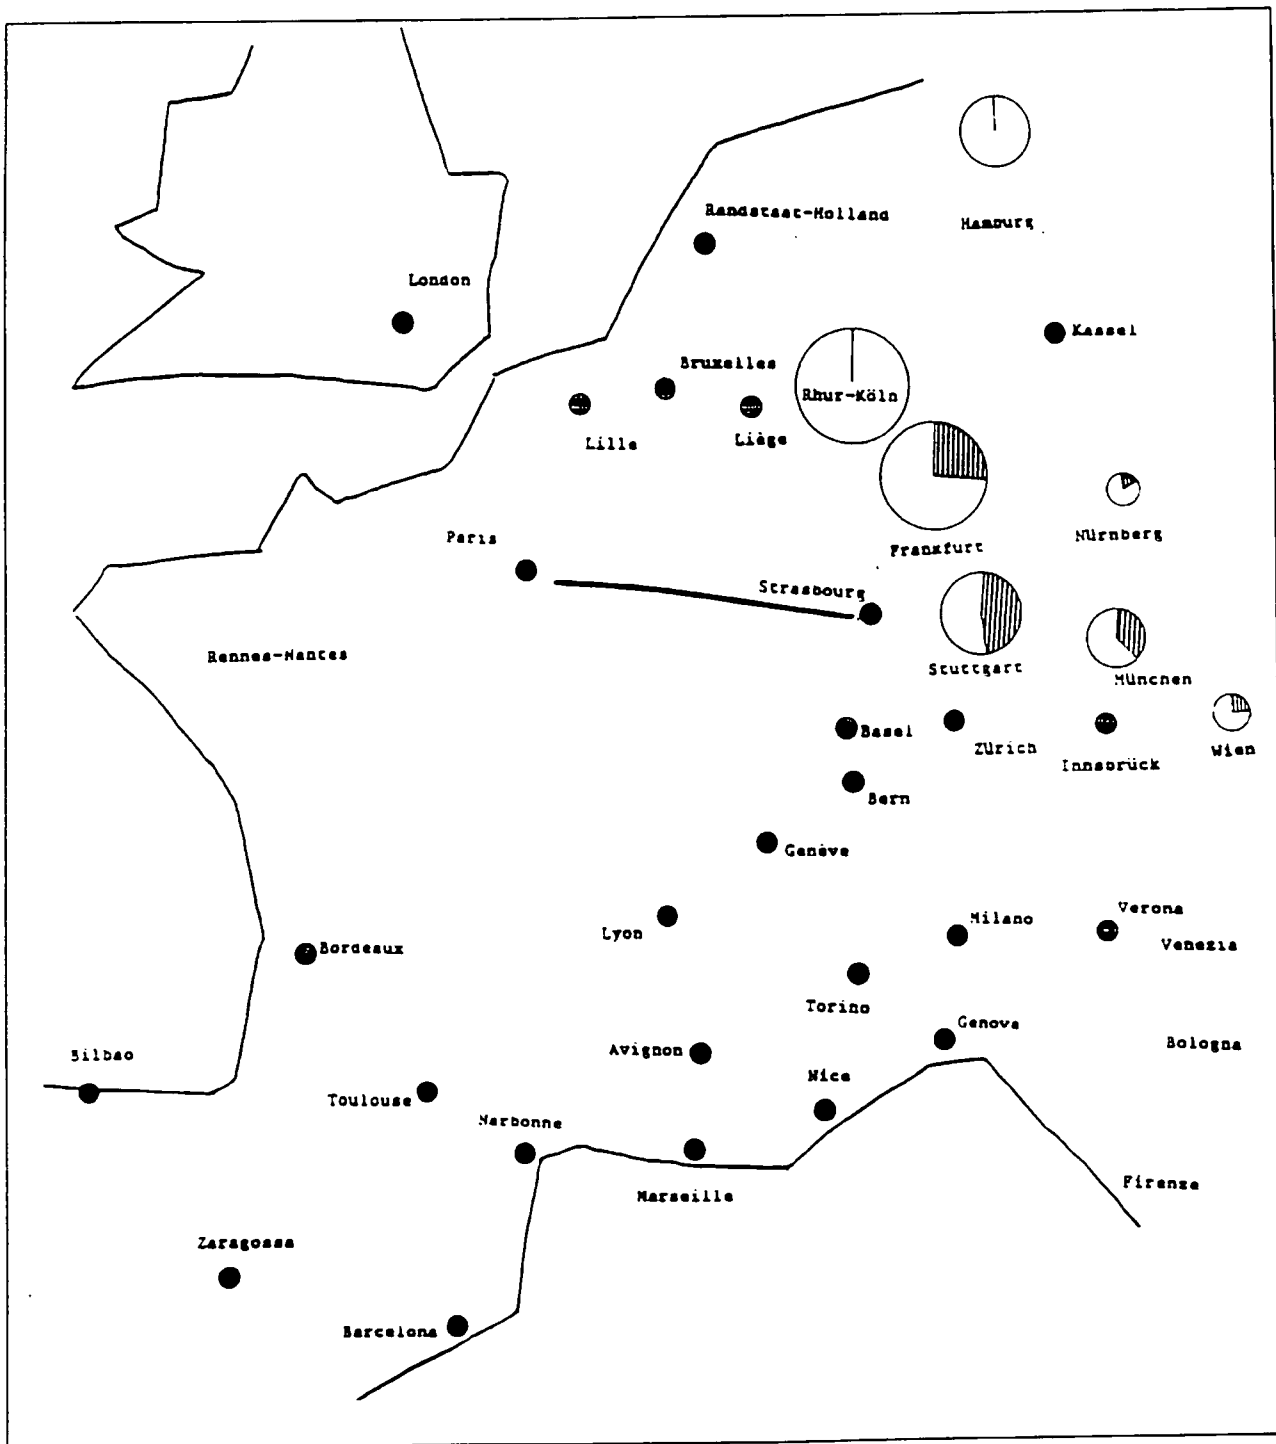 Randstaat-Holland
Hamburg
London
Kassel
Bruxelles
Rhur-Köln
Lille
Liège
Paris
Frankfurt
Nürnberg
Strasbourg
Rennes-Nantes
Stuttgart
München
Basel
Zürich
Innsbrück
Wien
Bern
Genève
Lyon
Milano
Verona
Venezia
Bordeaux
Torino
Genova
Bologna
Bilbao
Avignon
Nice
Toulouse
Narbonne
Marseille
Firenze
Zaragossa
Barcelona